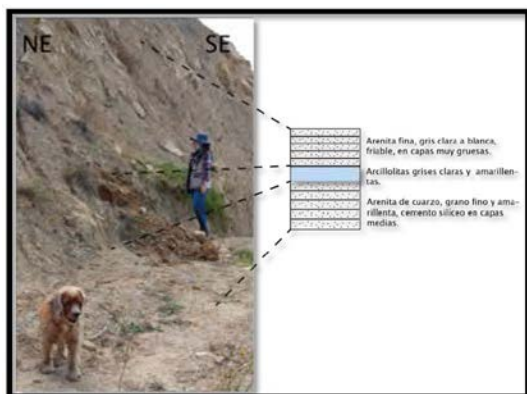 NE
SE
Arenita fina, gris clara a blanca,
friable, en capas muy gruesas.
Arcillolitas grises claras y amarillen-
tas.
Arenita de cuarzo, grano fino y ama-
rillenta, cemento silíceo en capas
medias.